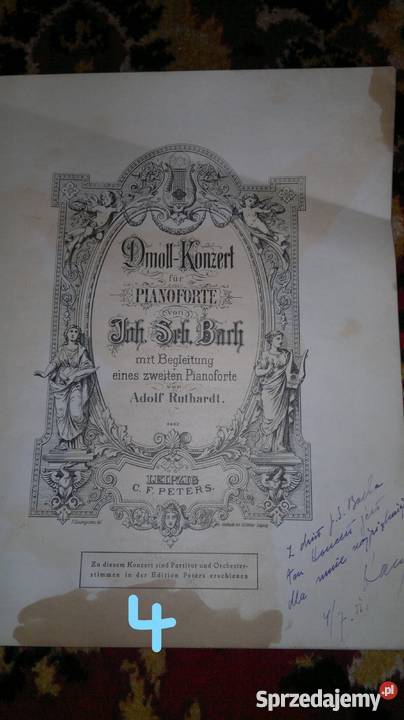 Dmoll-Konzert
für
PIANOFORTE
von
Joh. Seb. Bach
mit Begleitung
eines zweiten Pianoforte
von
Adolf Ruthardt.
LEIPZIG
C. F. PETERS.
Zu diesem Konzert sind Partitur und Orchester-
stimmen in der Edition Peters erschienen
Z dzieł J. S. Bacha
ten koncert jest
dla mnie
4
Sprzedajemy.pl